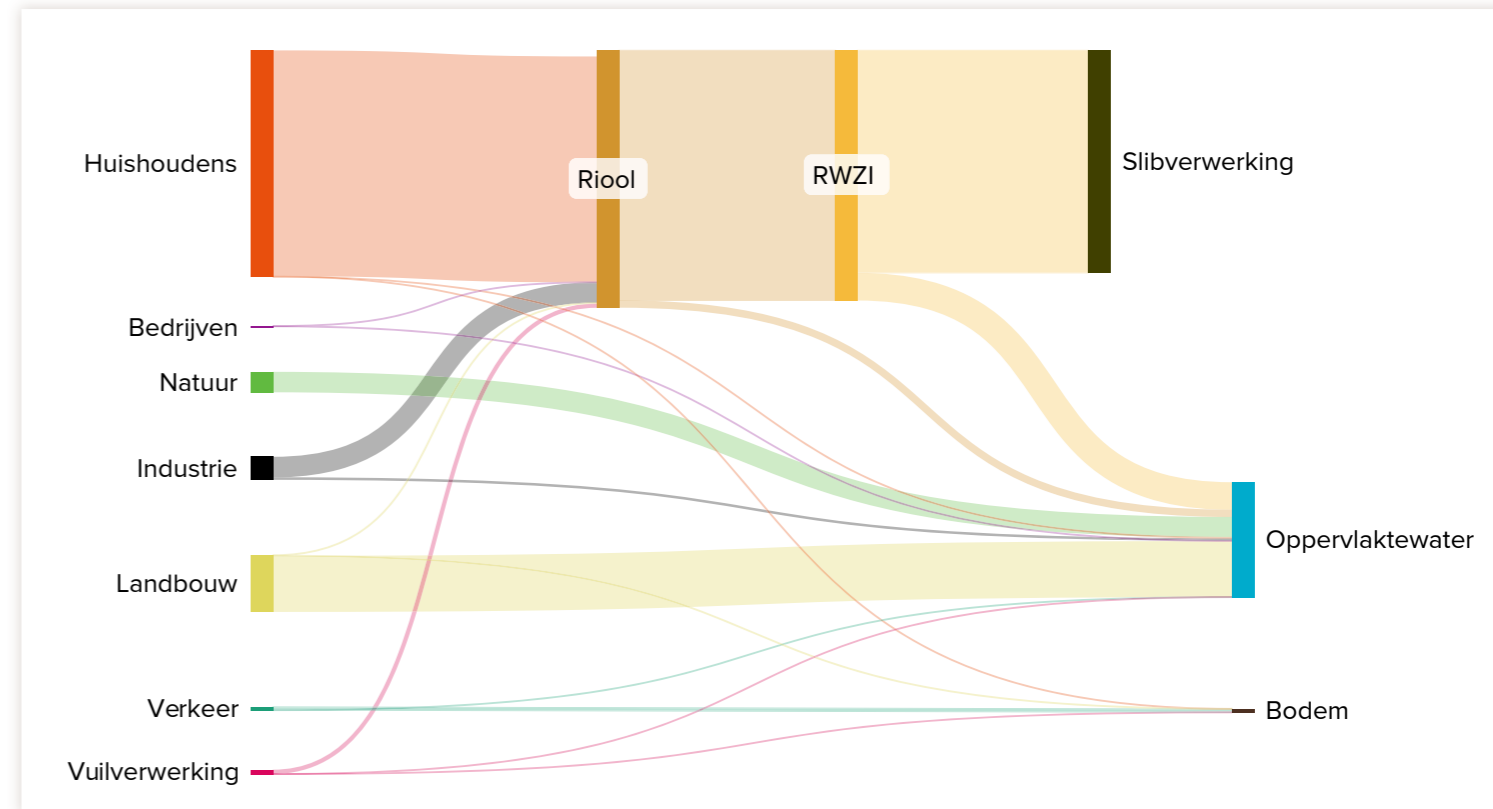 Huishoudens
Riool
RWZI
Slibverwerking
Bedrijven
Natuur
Industrie
Oppervlaktewater
Landbouw
Verkeer
Bodem
Vuilverwerking